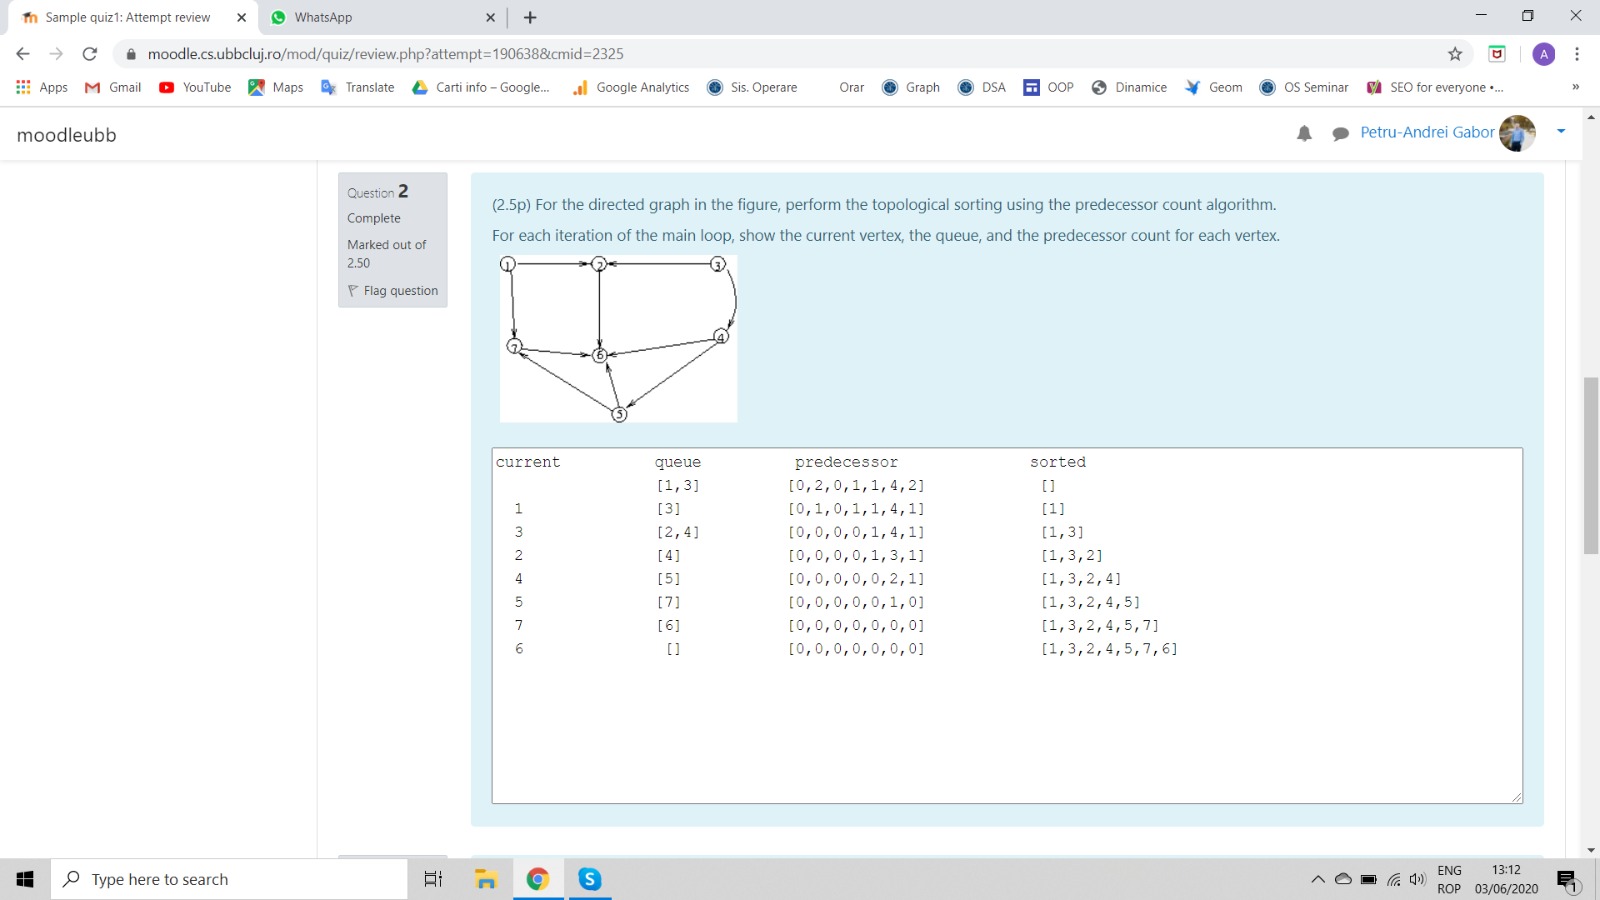 Sample quiz1: Attempt review
WhatsApp
moodle.cs.ubbcluj.ro/mod/quiz/review.php?attempt=190638&cmid=2325
A
Apps Gmail YouTube Maps Translate Carti info – Google... Google Analytics Sis. Operare Orar Graph DSA OOP Dinamice Geom OS Seminar SEO for everyone •... »
moodleubb
Petru-Andrei Gabor
Question 2
Complete
Marked out of
2.50
Flag question
(2.5p) For the directed graph in the figure, perform the topological sorting using the predecessor count algorithm.
For each iteration of the main loop, show the current vertex, the queue, and the predecessor count for each vertex.
1 2 3
7 6 4
5
current queue predecessor sorted
[1,3] [0,2,0,1,1,4,2] []
1 [3] [0,1,0,1,1,4,1] [1]
3 [2,4] [0,0,0,0,1,4,1] [1,3]
2 [4] [0,0,0,0,1,3,1] [1,3,2]
4 [5] [0,0,0,0,0,2,1] [1,3,2,4]
5 [7] [0,0,0,0,0,1,0] [1,3,2,4,5]
7 [6] [0,0,0,0,0,0,0] [1,3,2,4,5,7]
6 [] [0,0,0,0,0,0,0] [1,3,2,4,5,7,6]
Type here to search
ENG
ROP
13:12
03/06/2020
1